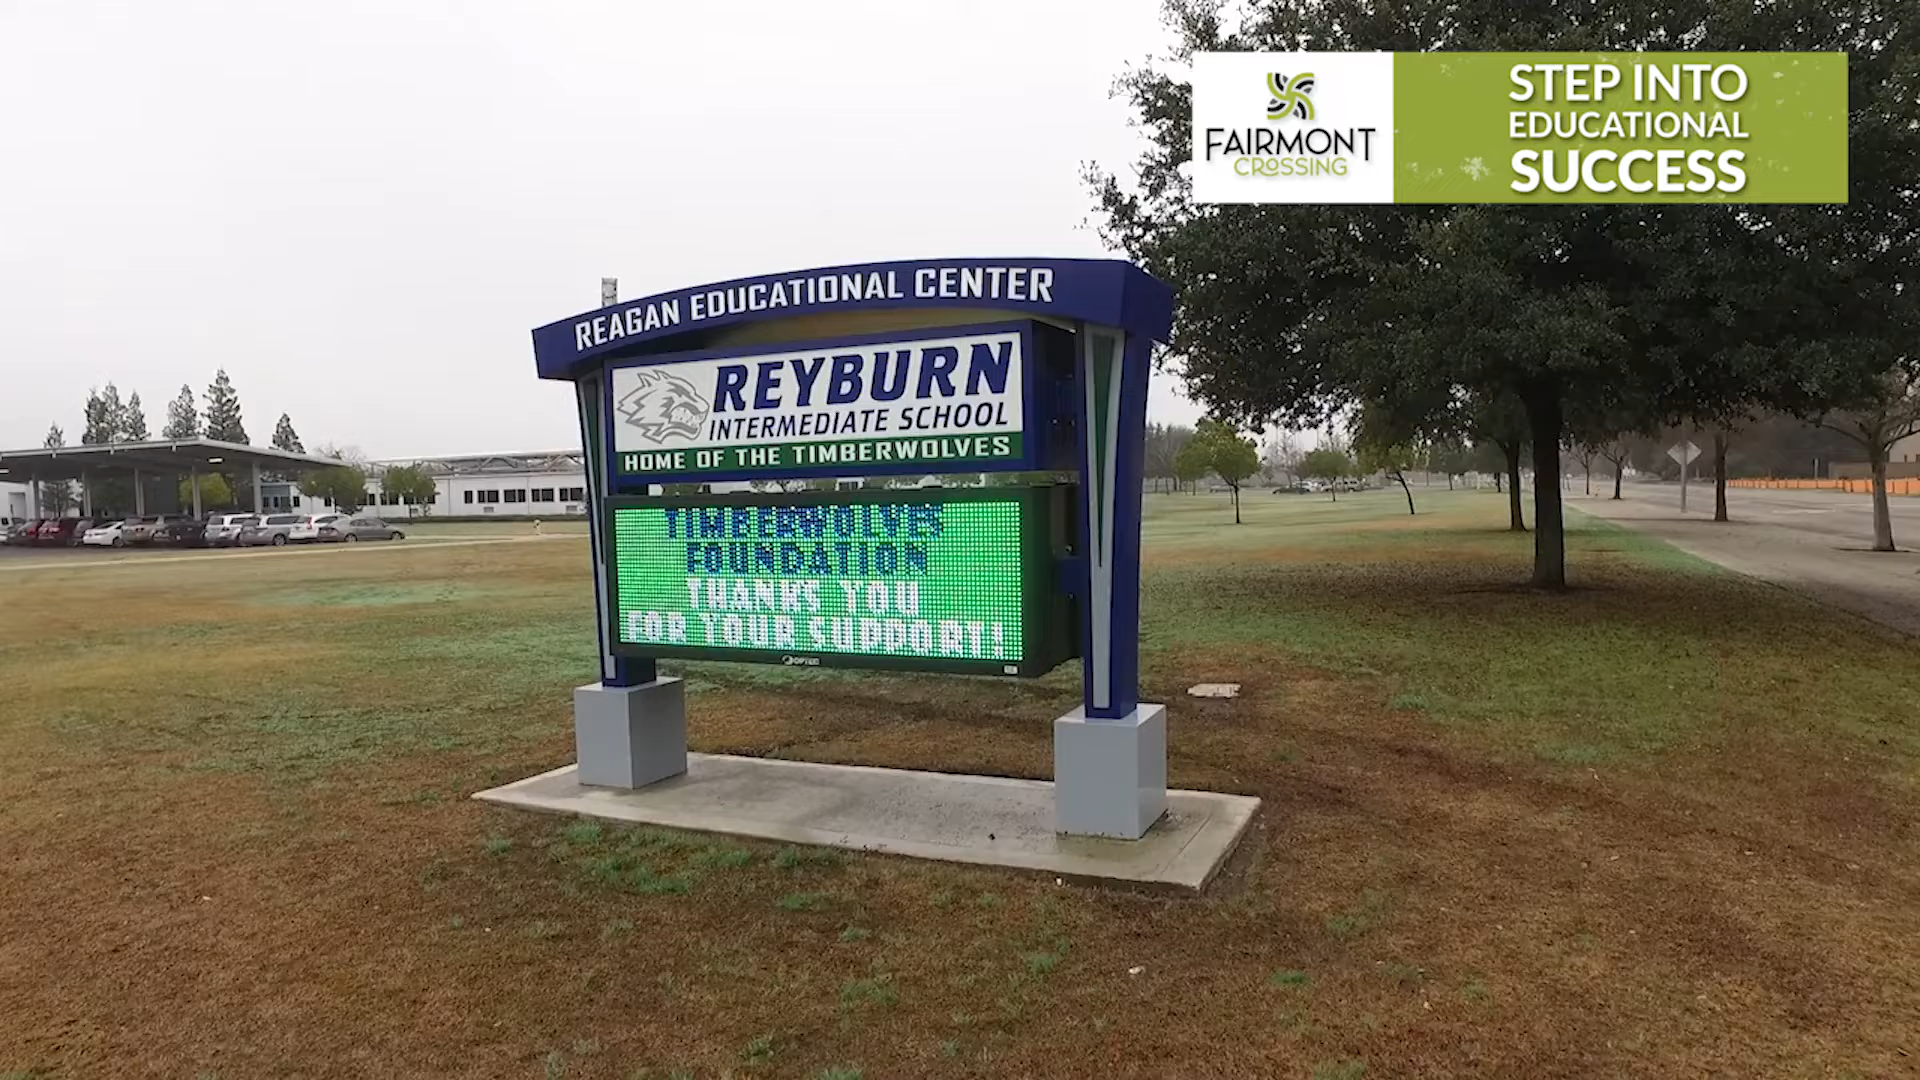 FAIRMONT
CROSSING
STEP INTO
EDUCATIONAL
SUCCESS
REAGAN EDUCATIONAL CENTER
REYBURN
INTERMEDIATE SCHOOL
HOME OF THE TIMBERWOLVES
TIMBERWOLVES
FOUNDATION
THANKS YOU
FOR YOUR SUPPORT!